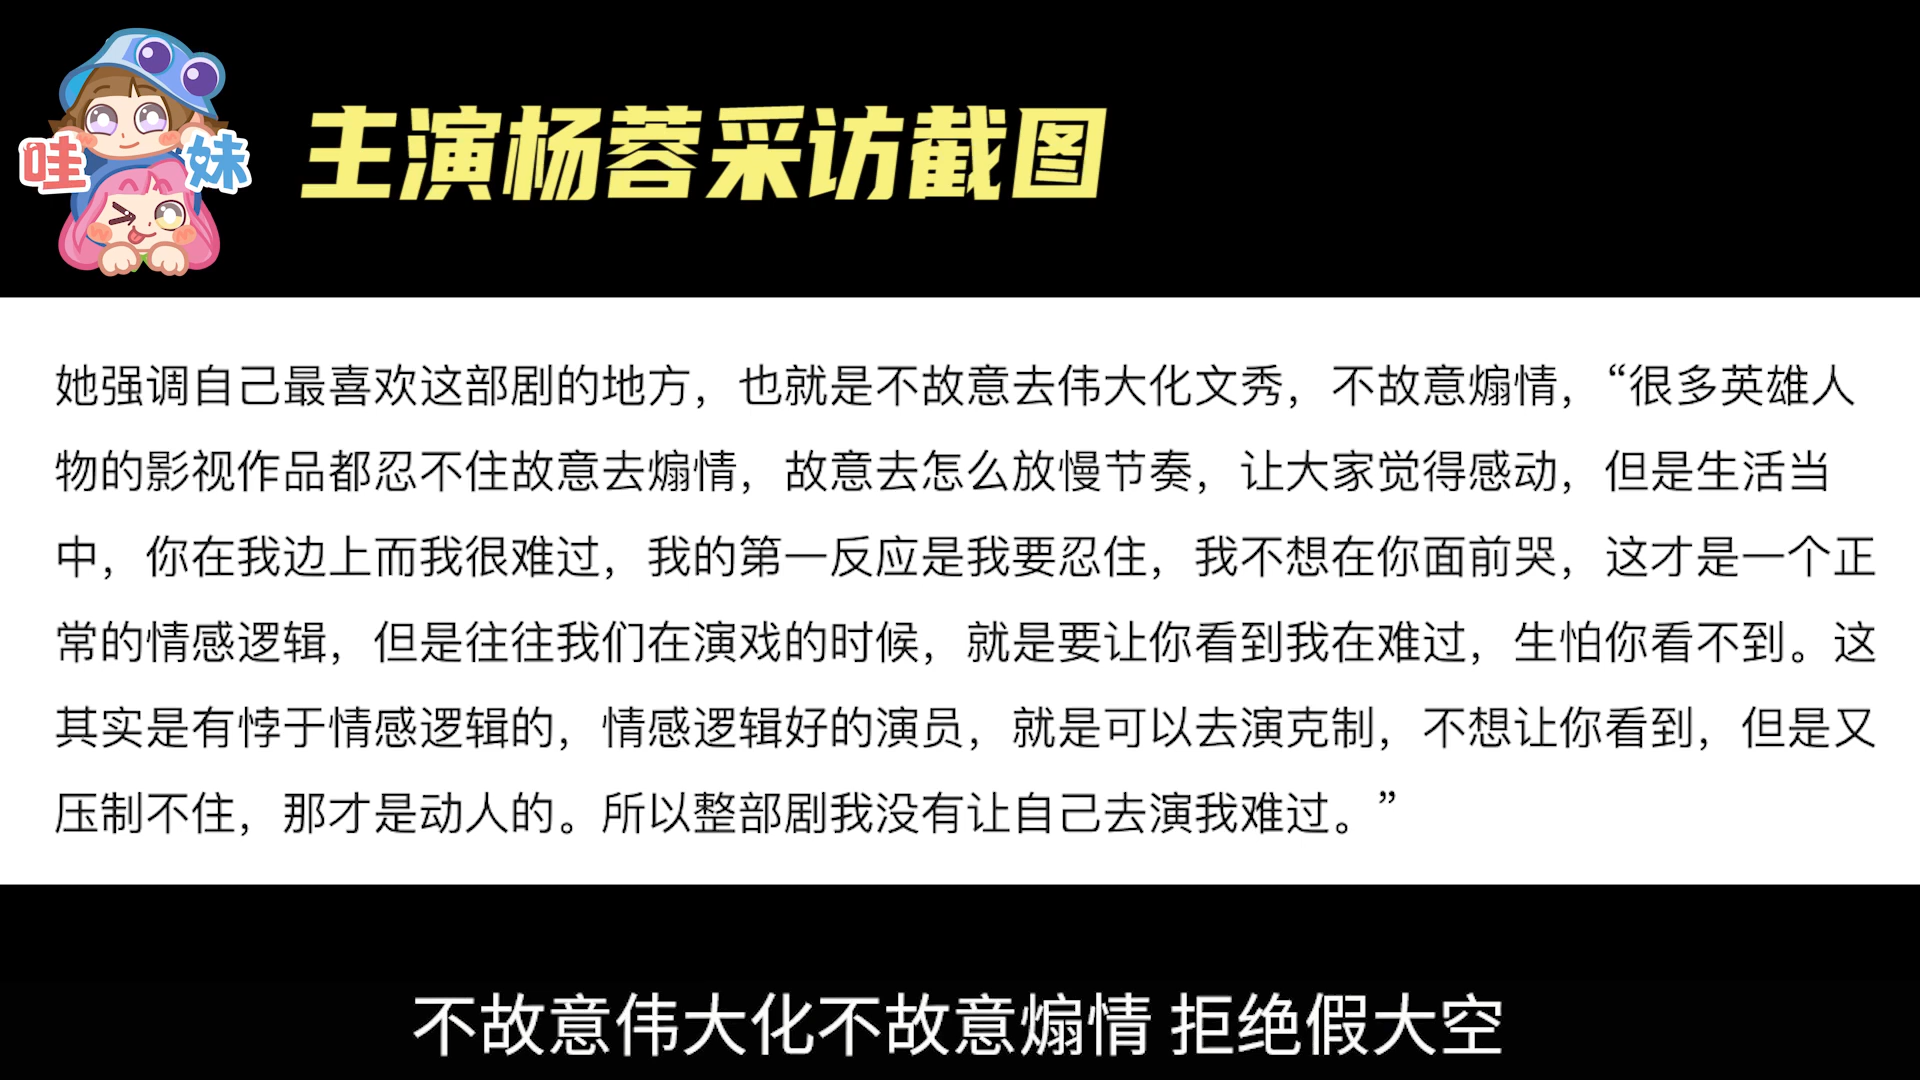 哇妹
主演杨蓉采访截图
她强调自己最喜欢这部剧的地方，也就是不故意去伟大化文秀，不故意煽情，“很多英雄人
物的影视作品都忍不住故意去煽情，故意去怎么放慢节奏，让大家觉得感动，但是生活当
中，你在我边上而我很难过，我的第一反应是我要忍住，我不想在你面前哭，这才是一个正
常的情感逻辑，但是往往我们在演戏的时候，就是要让你看到我在难过，生怕你看不到。这
其实是有悖于情感逻辑的，情感逻辑好的演员，就是可以去演克制，不想让你看到，但是又
压制不住，那才是动人的。所以整部剧我没有让自己去演我难过。”
不故意伟大化不故意煽情 拒绝假大空